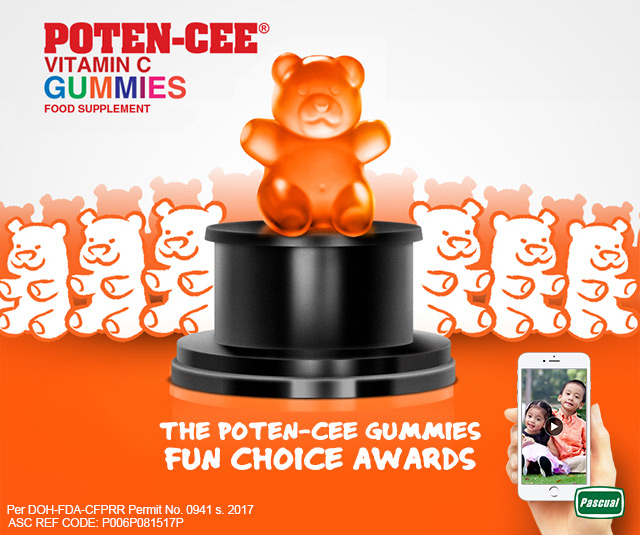 POTEN-CEE®
VITAMIN C
GUMMIES
FOOD SUPPLEMENT
THE POTEN-CEE GUMMIES
FUN CHOICE AWARDS
Pascual
Per DOH-FDA-CFPRR Permit No. 0941 s. 2017
ASC REF CODE: P006P081517P